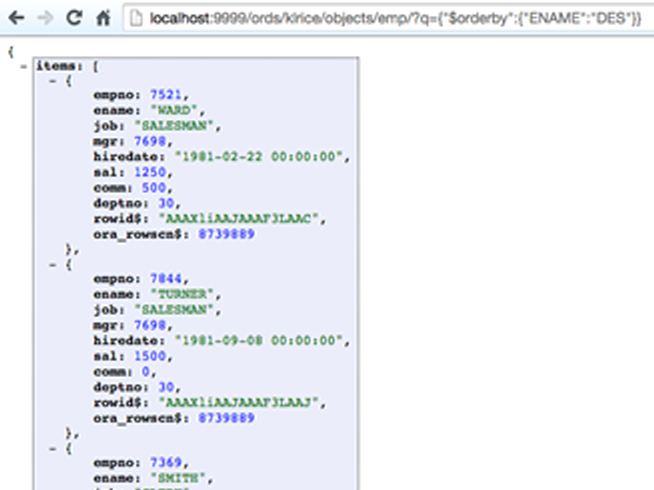 localhost:9999/ords/klrice/objects/emp/?q={"$orderby":{"ENAME":"DES"}}
{
- items: [
- {
empno: 7521,
ename: "WARD",
job: "SALESMAN",
mgr: 7698,
hiredate: "1981-02-22 00:00:00",
sal: 1250,
comm: 500,
deptno: 30,
rowid$: "AAAXliAAJAAAF3LAAC",
ora_rowscn$: 8739889
},
- {
empno: 7844,
ename: "TURNER",
job: "SALESMAN",
mgr: 7698,
hiredate: "1981-09-08 00:00:00",
sal: 1500,
comm: 0,
deptno: 30,
rowid$: "AAAXliAAJAAAF3LAAJ",
ora_rowscn$: 8739889
},
- {
empno: 7369,
ename: "SMITH",